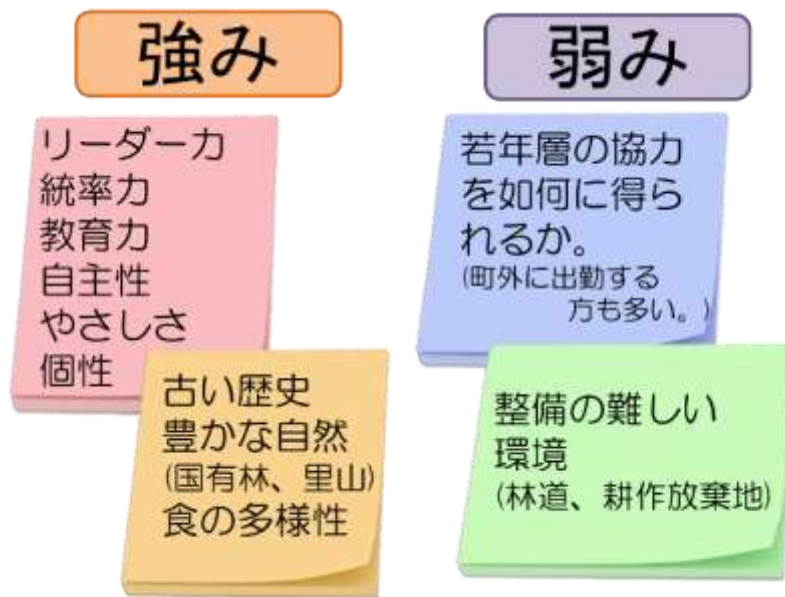 強み
リーダー力
統率力
教育力
自主性
やさしさ
個性
古い歴史
豊かな自然
(国有林、里山)
食の多様性
弱み
若年層の協力
を如何に得ら
れるか。
(町外に出勤する
方も多い。)
整備の難しい
環境
(林道、耕作放棄地)